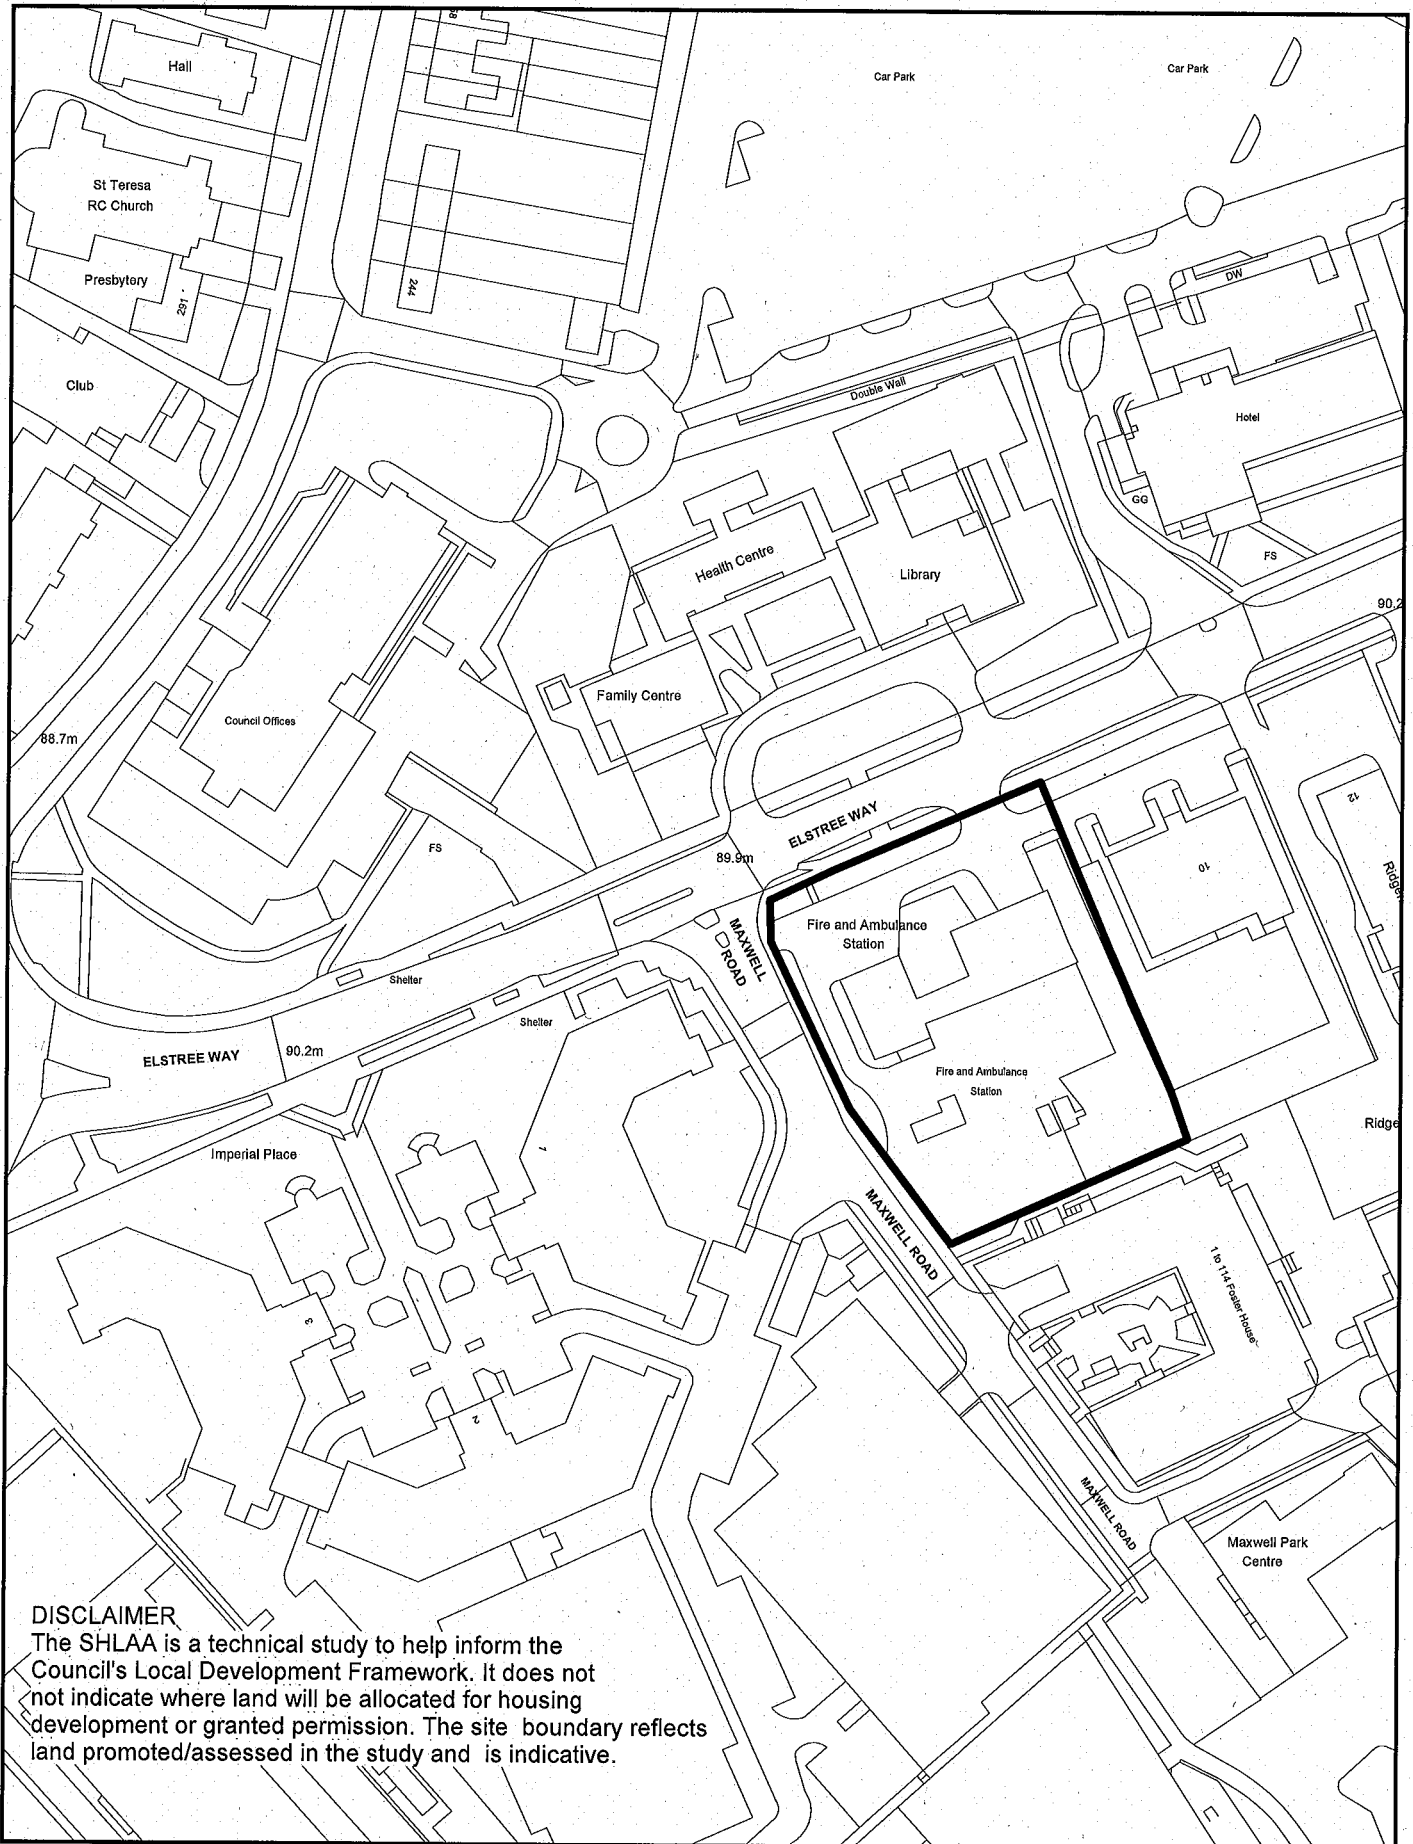 58
Hall
Car Park
Car Park
St Teresa
RC Church
Presbytery
291
244
DW
Club
Double Wall
Hotel
GG
FS
Health Centre
Library
90.2
Family Centre
Council Offices
88.7m
ELSTREE WAY
12
89.9m
FS
10
Ridge
Fire and Ambulance
Station
MAXWELL
ROAD
Shelter
Shelter
ELSTREE WAY
90.2m
Fire and Ambulance
Station
Ridge
Imperial Place
1
MAXWELL ROAD
1 to 114 Foster House
3
2
MAXWELL ROAD
Maxwell Park
Centre
DISCLAIMER
The SHLAA is a technical study to help inform the
Council's Local Development Framework. It does not
not indicate where land will be allocated for housing
development or granted permission. The site boundary reflects
land promoted/assessed in the study and is indicative.